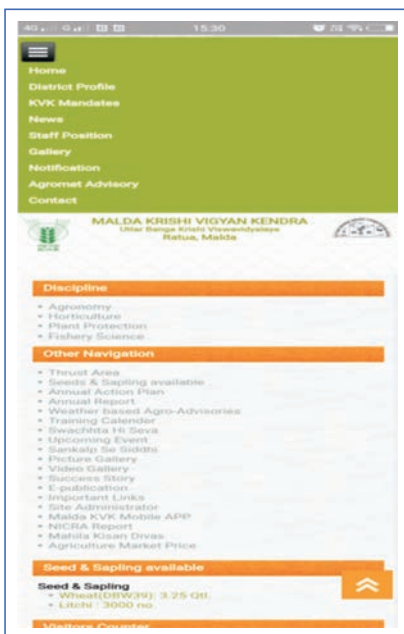 15:30
Home
District Profile
KVK Mandates
News
Staff Position
Gallery
Notification
Agromet Advisory
Contact
MALDA KRISHI VIGYAN KENDRA
Uttar Banga Krishi Viswavidyalaya
Ratua, Malda
Discipline
• Agronomy
• Horticulture
• Plant Protection
• Fishery Science
Other Navigation
• Thrust Area
• Seeds & Sapling available
• Annual Action Plan
• Annual Report
• Weather based Agro-Advisories
• Training Calender
• Swachhta Hi Seva
• Upcoming Event
• Sankalp Se Siddhi
• Picture Gallery
• Video Gallery
• Success Story
• E-publication
• Important Links
• Site Administrator
• Malda KVK Mobile APP
• NICRA Report
• Mahila Kisan Divas
• Agriculture Market Price
Seed & Sapling available
Seed & Sapling
• Wheat(DBW39): 3.25 Qtl.
• Litchi : 3000 no.
Visitors Counter